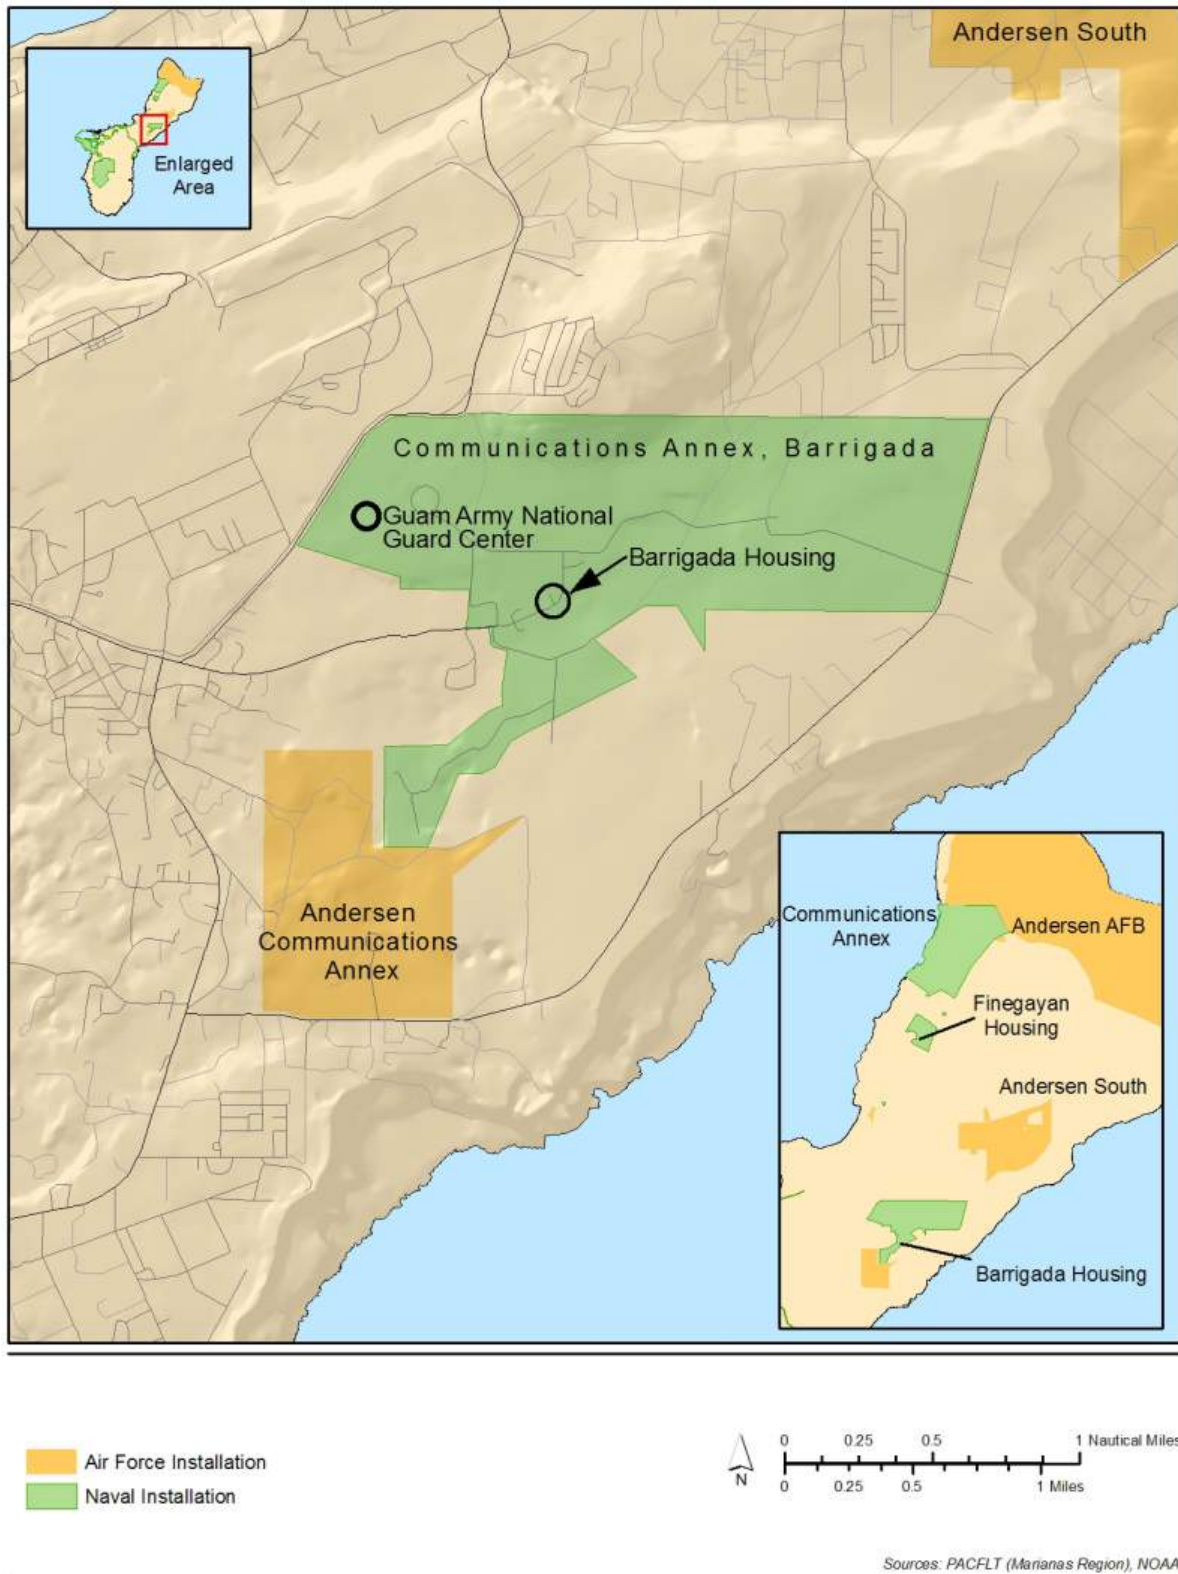 Andersen South
Enlarged
Area
Communications Annex, Barrigada
Guam Army National
Guard Center
Barrigada Housing
Andersen
Communications
Annex
Communications
Annex
Andersen AFB
Finegayan
Housing
Andersen South
Barrigada Housing
Air Force Installation
Naval Installation
N
0 0.25 0.5 1 Nautical Miles
0 0.25 0.5 1 Miles
Sources: PACFLT (Marianas Region), NOAA